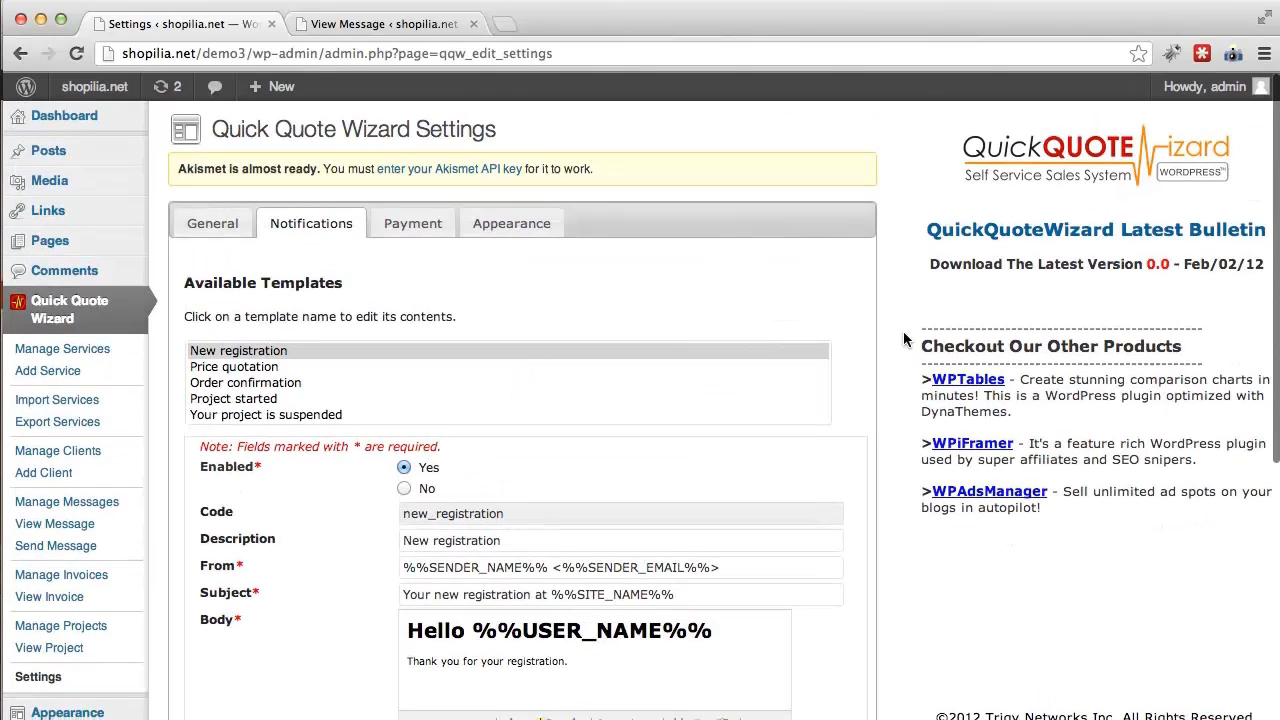 Settings ‹ shopilia.net — Wo
View Message ‹ shopilia.net
shopilia.net/demo3/wp-admin/admin.php?page=qqw_edit_settings
shopilia.net
2
New
Howdy, admin
Dashboard
Posts
Media
Links
Pages
Comments
Quick Quote
Wizard
Manage Services
Add Service
Import Services
Export Services
Manage Clients
Add Client
Manage Messages
View Message
Send Message
Manage Invoices
View Invoice
Manage Projects
View Project
Settings
Appearance
Quick Quote Wizard Settings
Akismet is almost ready. You must enter your Akismet API key for it to work.
General
Notifications
Payment
Appearance
Available Templates
Click on a template name to edit its contents.
New registration
Price quotation
Order confirmation
Project started
Your project is suspended
Note: Fields marked with * are required.
Enabled*
Yes
No
Code
new_registration
Description
New registration
From*
%%SENDER_NAME%% <%%SENDER_EMAIL%%>
Subject*
Your new registration at %%SITE_NAME%%
Body*
Hello %%USER_NAME%%
Thank you for your registration.
QuickQUOTEWizard
Self Service Sales System
WORDPRESS™
QuickQuoteWizard Latest Bulletin
Download The Latest Version 0.0 - Feb/02/12
----------------------------------------
Checkout Our Other Products
----------------------------------------
>WPTables - Create stunning comparison charts in
minutes! This is a WordPress plugin optimized with
DynaThemes.
>WPiFramer - It's a feature rich WordPress plugin
used by super affiliates and SEO snipers.
>WPAdsManager - Sell unlimited ad spots on your
blogs in autopilot!
©2012 Trigy Networks Inc. All Rights Reserved